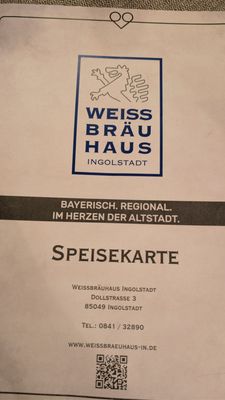 WEISS
BRÄU
HAUS
INGOLSTADT
BAYERISCH. REGIONAL.
IM HERZEN DER ALTSTADT.
SPEISEKARTE
WEISSBRÄUHAUS INGOLSTADT
DOLLSTRASSE 3
85049 INGOLSTADT
TEL.: 0841 / 32890
WWW.WEISSBRAEUHAUS-IN.DE